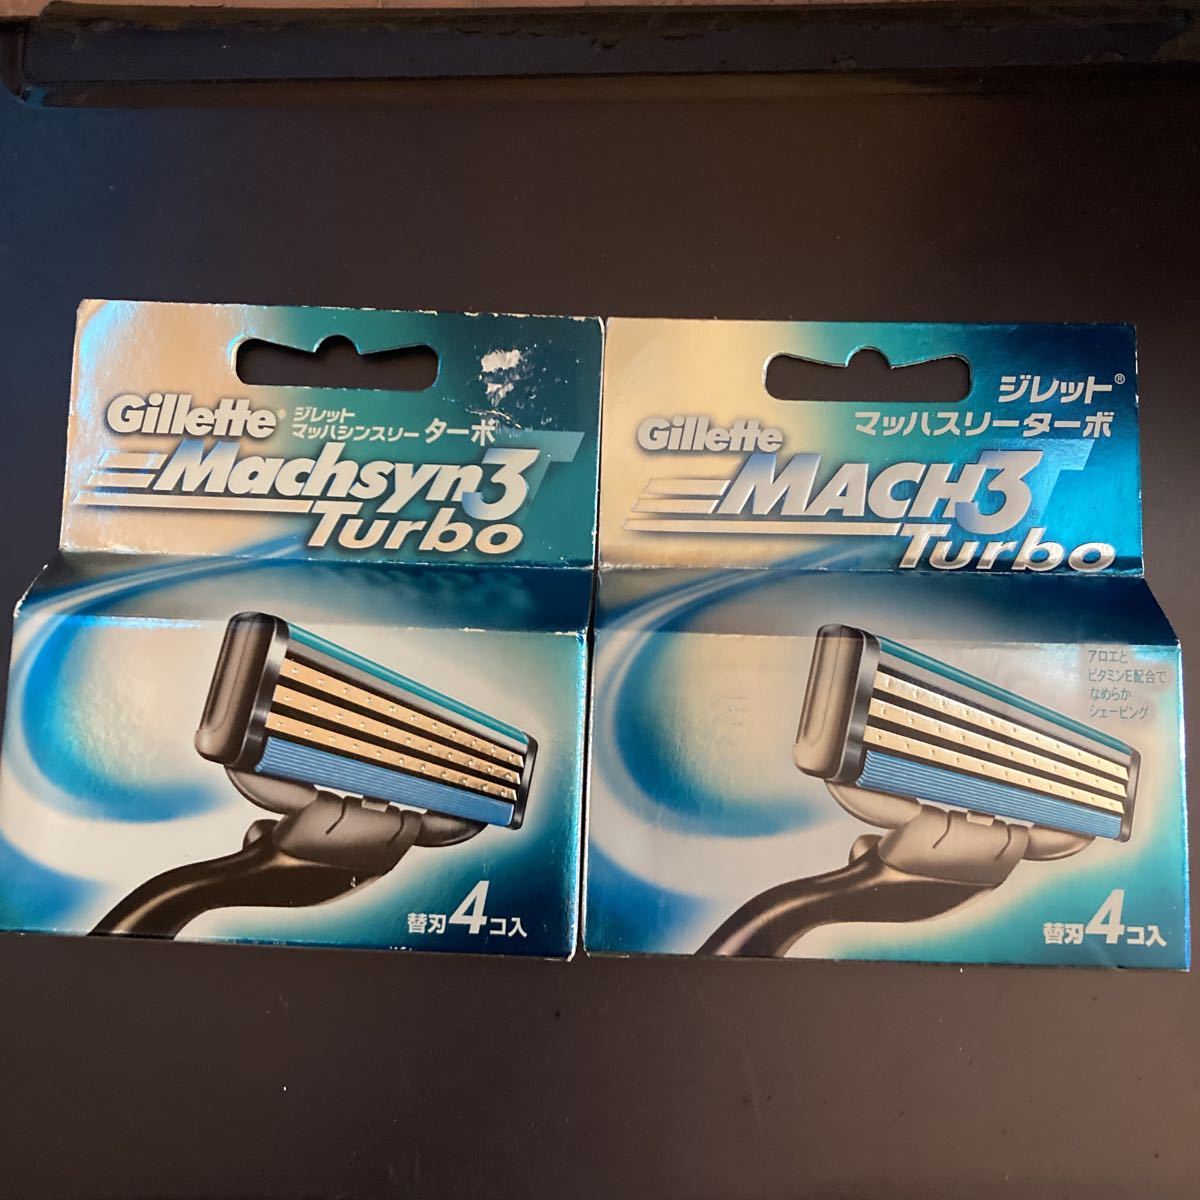 Gillette®
ジレット
マッハシンスリー ターボ
Machsyn3T
Turbo
替刃4コ入
ジレット®
マッハスリーターボ
Gillette
MACH3T®
Turbo
アロエと
ビタミンE配合で
なめらか
シェービング
替刃4コ入